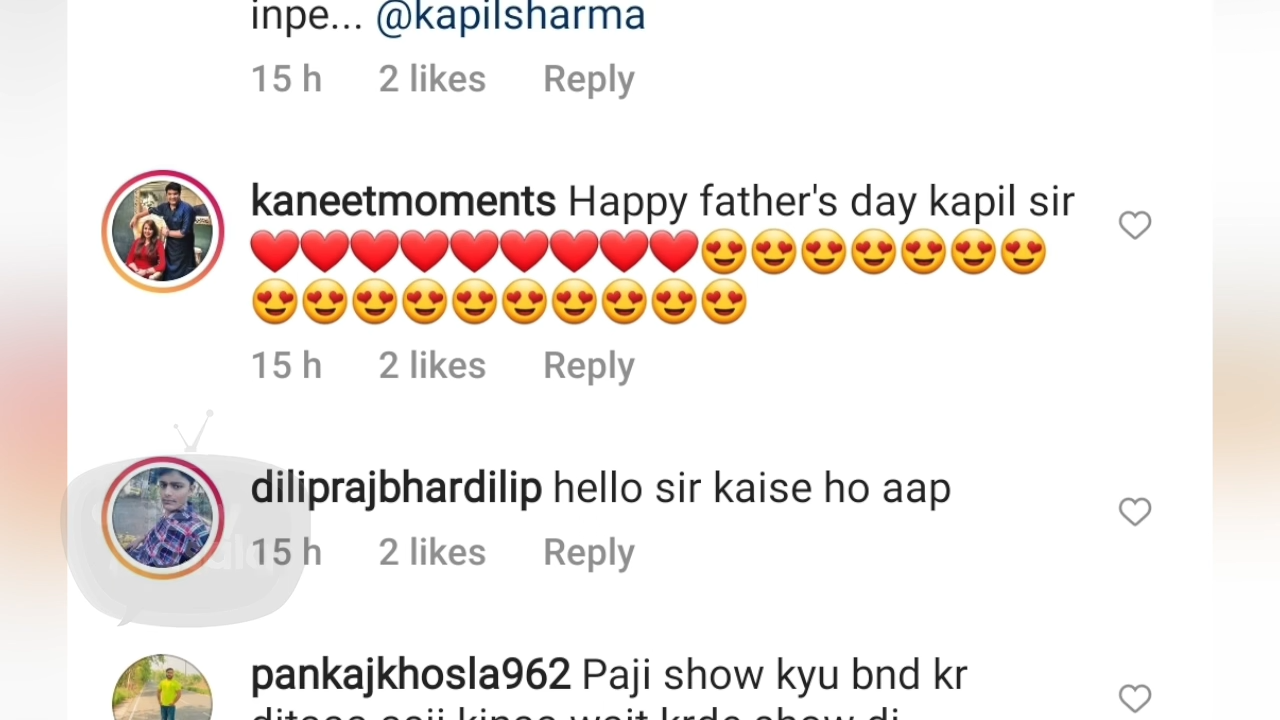 inpe... @kapilsharma
15 h 2 likes Reply
kaneetmoments Happy father's day kapil sir
❤️❤️❤️❤️❤️❤️❤️❤️❤️😍😍😍😍😍😍😍
😍😍😍😍😍😍😍😍😍😍
15 h 2 likes Reply
diliprajbhardilip hello sir kaise ho aap
15 h 2 likes Reply
pankajkhosla962 Paji show kyu bnd kr